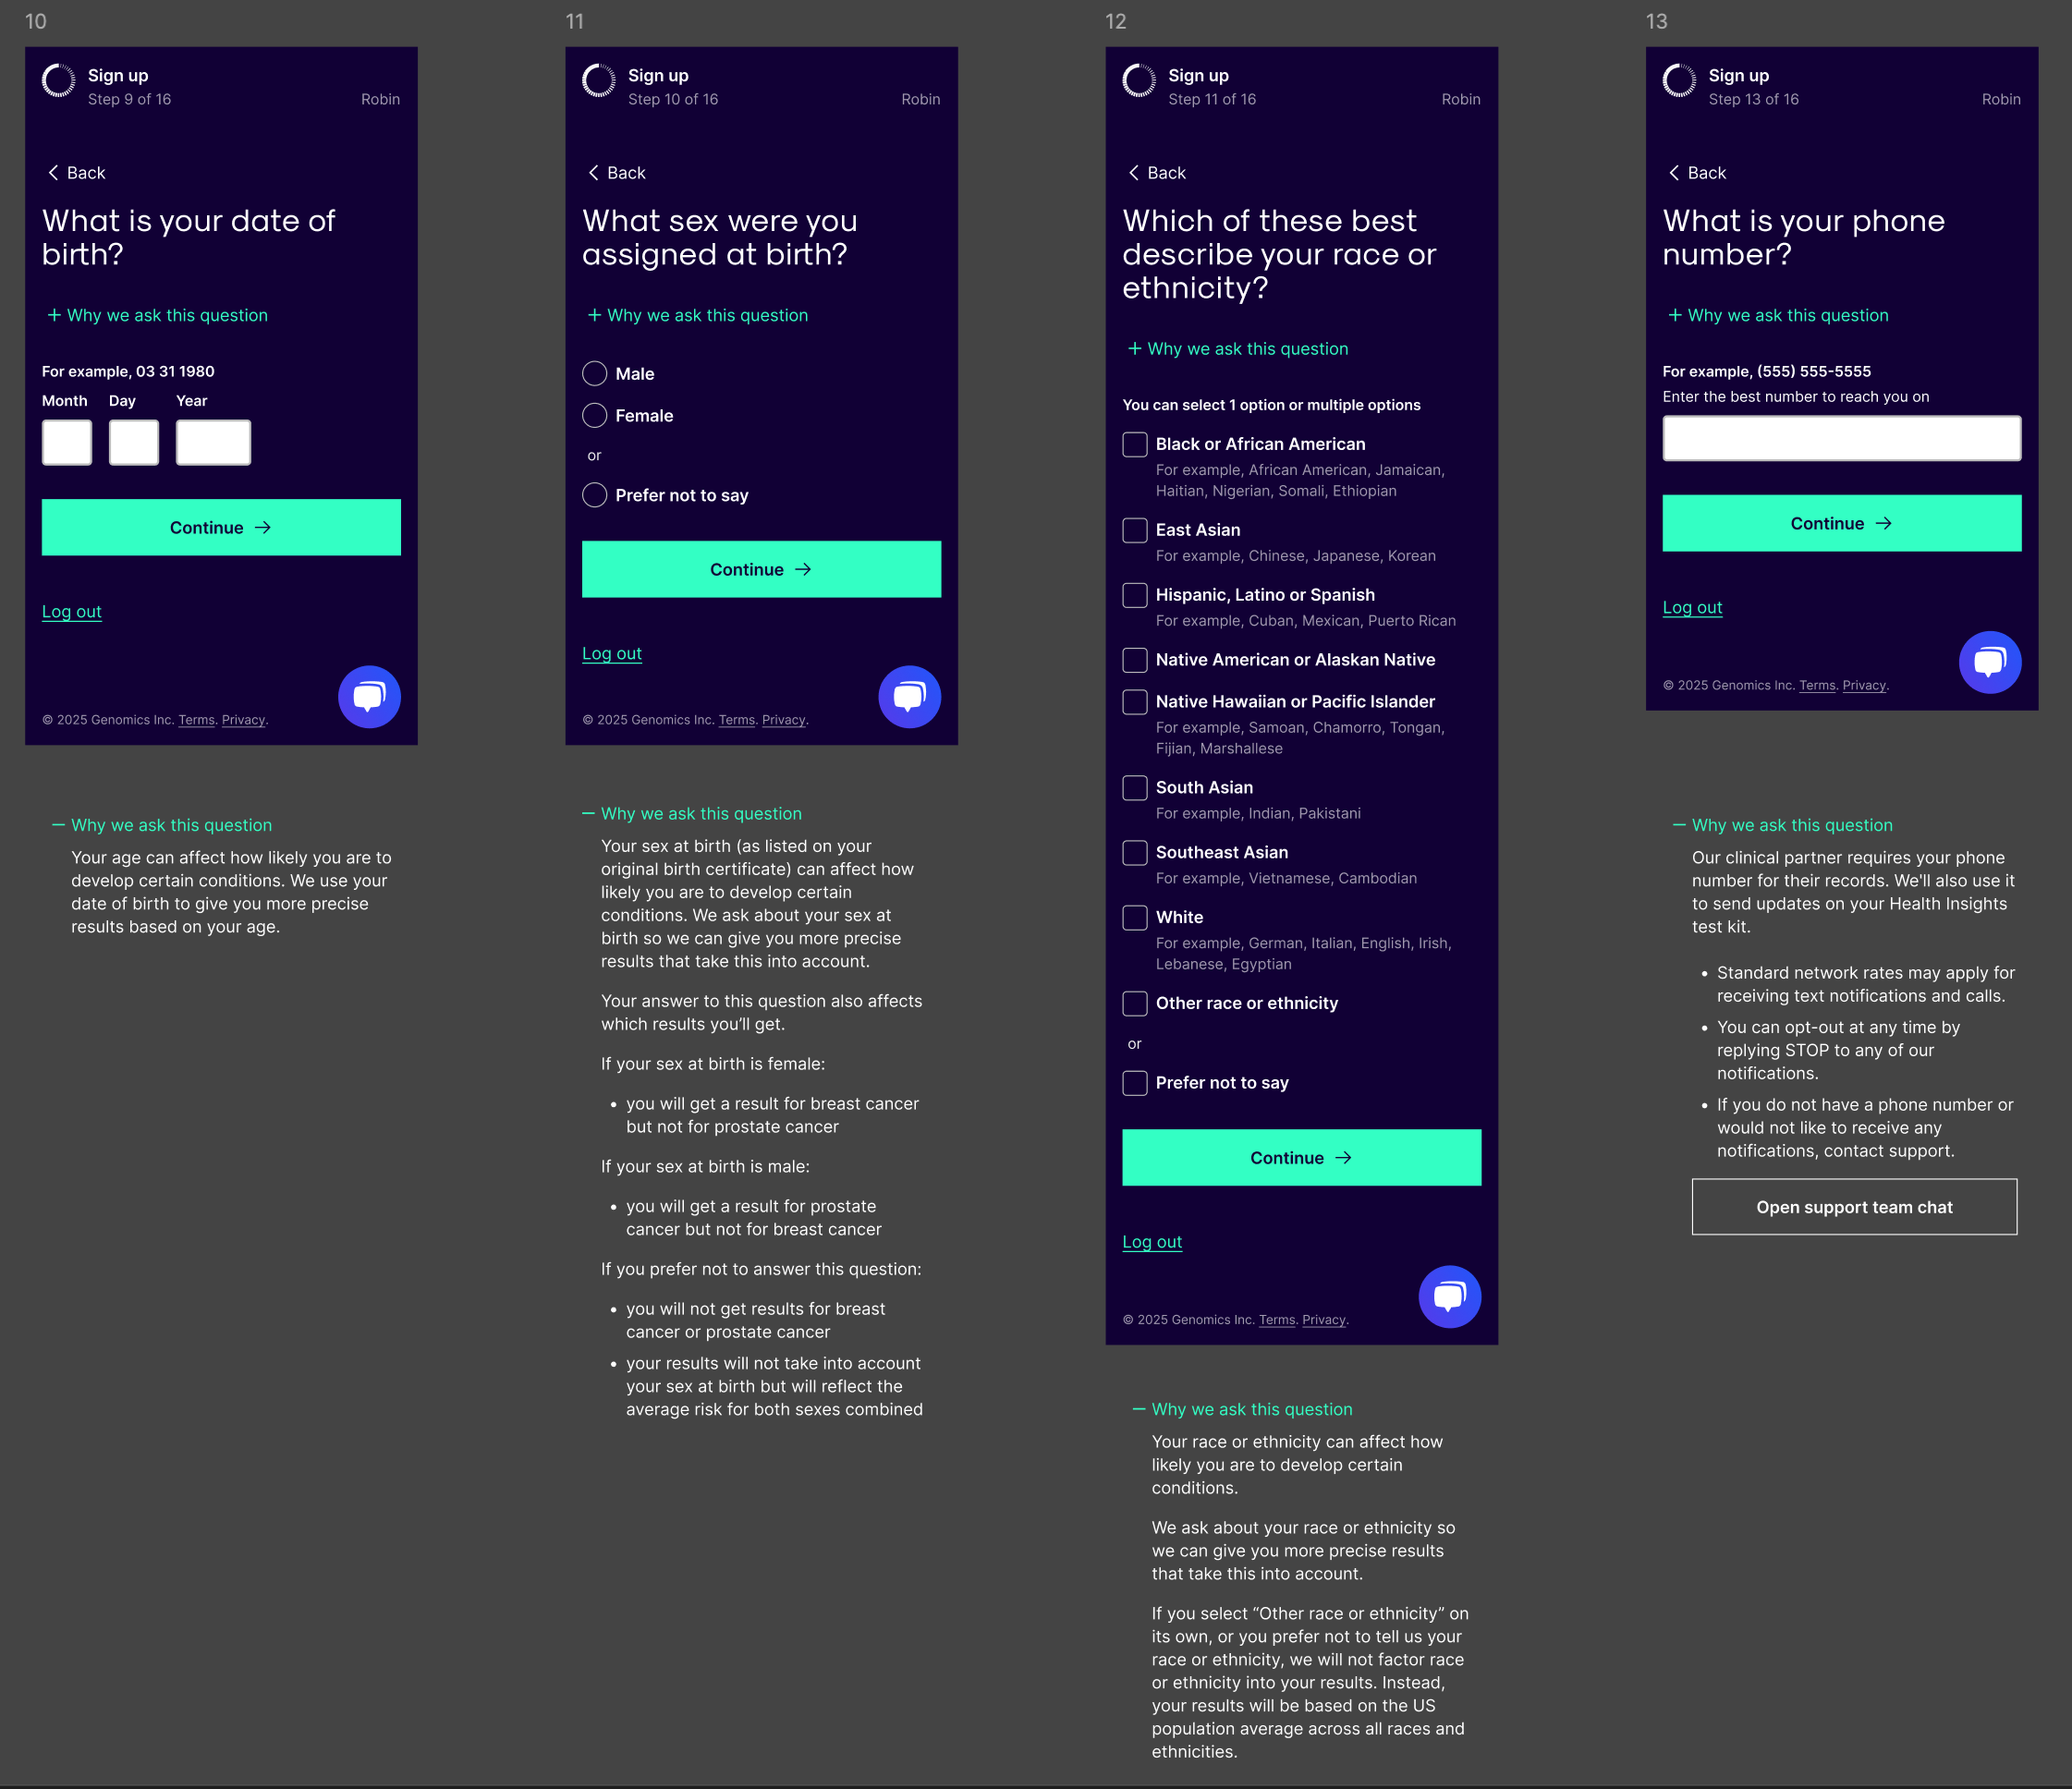 10
Sign up
Step 9 of 16
Robin
Back
What is your date of
birth?
+ Why we ask this question
For example, 03 31 1980
Month Day Year
Continue →
Log out
© 2025 Genomics Inc. Terms. Privacy.
– Why we ask this question
Your age can affect how likely you are to
develop certain conditions. We use your
date of birth to give you more precise
results based on your age.
11
Sign up
Step 10 of 16
Robin
Back
What sex were you
assigned at birth?
+ Why we ask this question
Male
Female
or
Prefer not to say
Continue →
Log out
© 2025 Genomics Inc. Terms. Privacy.
– Why we ask this question
Your sex at birth (as listed on your
original birth certificate) can affect how
likely you are to develop certain
conditions. We ask about your sex at
birth so we can give you more precise
results that take this into account.
Your answer to this question also affects
which results you’ll get.
If your sex at birth is female:
• you will get a result for breast cancer
but not for prostate cancer
If your sex at birth is male:
• you will get a result for prostate
cancer but not for breast cancer
If you prefer not to answer this question:
• you will not get results for breast
cancer or prostate cancer
• your results will not take into account
your sex at birth but will reflect the
average risk for both sexes combined
12
Sign up
Step 11 of 16
Robin
Back
Which of these best
describe your race or
ethnicity?
+ Why we ask this question
You can select 1 option or multiple options
Black or African American
For example, African American, Jamaican,
Haitian, Nigerian, Somali, Ethiopian
East Asian
For example, Chinese, Japanese, Korean
Hispanic, Latino or Spanish
For example, Cuban, Mexican, Puerto Rican
Native American or Alaskan Native
Native Hawaiian or Pacific Islander
For example, Samoan, Chamorro, Tongan,
Fijian, Marshallese
South Asian
For example, Indian, Pakistani
Southeast Asian
For example, Vietnamese, Cambodian
White
For example, German, Italian, English, Irish,
Lebanese, Egyptian
Other race or ethnicity
or
Prefer not to say
Continue →
Log out
© 2025 Genomics Inc. Terms. Privacy.
– Why we ask this question
Your race or ethnicity can affect how
likely you are to develop certain
conditions.
We ask about your race or ethnicity so
we can give you more precise results
that take this into account.
If you select “Other race or ethnicity” on
its own, or you prefer not to tell us your
race or ethnicity, we will not factor race
or ethnicity into your results. Instead,
your results will be based on the US
population average across all races and
ethnicities.
13
Sign up
Step 13 of 16
Robin
Back
What is your phone
number?
+ Why we ask this question
For example, (555) 555-5555
Enter the best number to reach you on
Continue →
Log out
© 2025 Genomics Inc. Terms. Privacy.
– Why we ask this question
Our clinical partner requires your phone
number for their records. We'll also use it
to send updates on your Health Insights
test kit.
• Standard network rates may apply for
receiving text notifications and calls.
• You can opt-out at any time by
replying STOP to any of our
notifications.
• If you do not have a phone number or
would not like to receive any
notifications, contact support.
Open support team chat